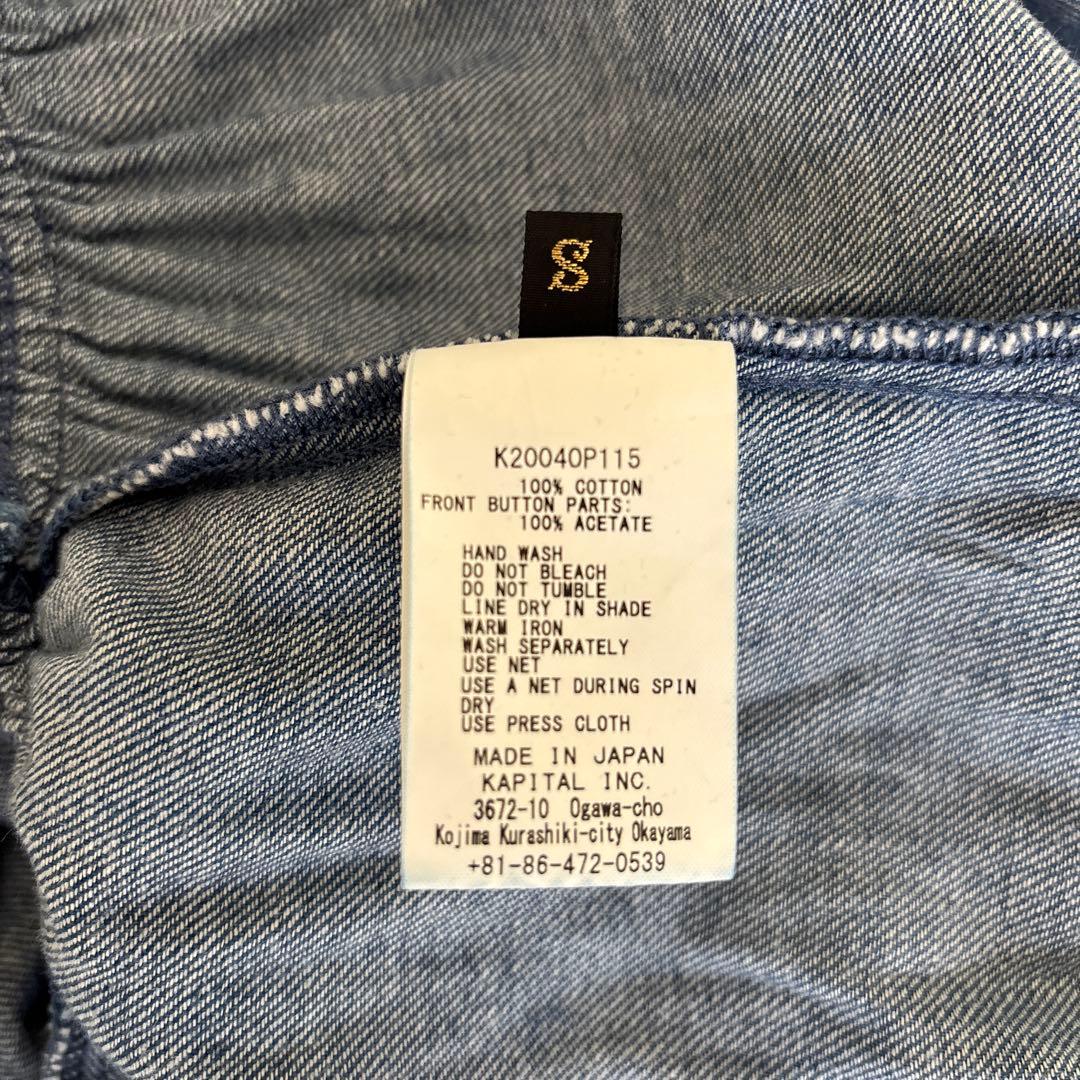 S
K20040P115
100% COTTON
FRONT BUTTON PARTS:
100% ACETATE
HAND WASH
DO NOT BLEACH
DO NOT TUMBLE
LINE DRY IN SHADE
WARM IRON
WASH SEPARATELY
USE NET
USE A NET DURING SPIN
DRY
USE PRESS CLOTH
MADE IN JAPAN
KAPITAL INC.
3672-10 Ogawa-cho
Kojima Kurashiki-city Okayama
+81-86-472-0539